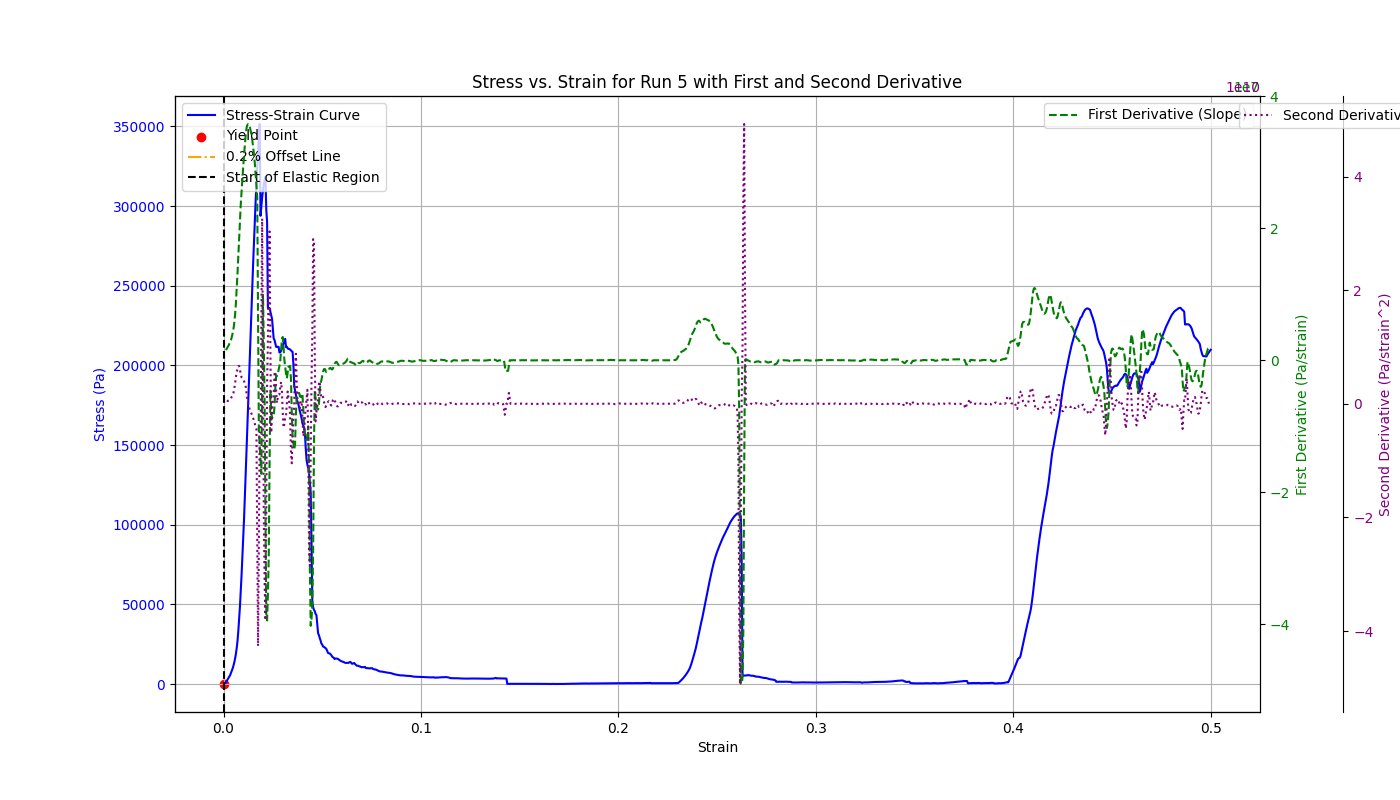 Stress vs. Strain for Run 5 with First and Second Derivative
Stress-Strain Curve
Yield Point
0.2% Offset Line
Start of Elastic Region
First Derivative (Slope)
Second Derivativ
350000
300000
250000
200000
150000
100000
50000
0
Stress (Pa)
0.0
0.1
0.2
0.3
0.4
0.5
Strain
4
2
0
−2
−4
First Derivative (Pa/strain)
4
2
0
−2
−4
Second Derivative (Pa/strain^2)